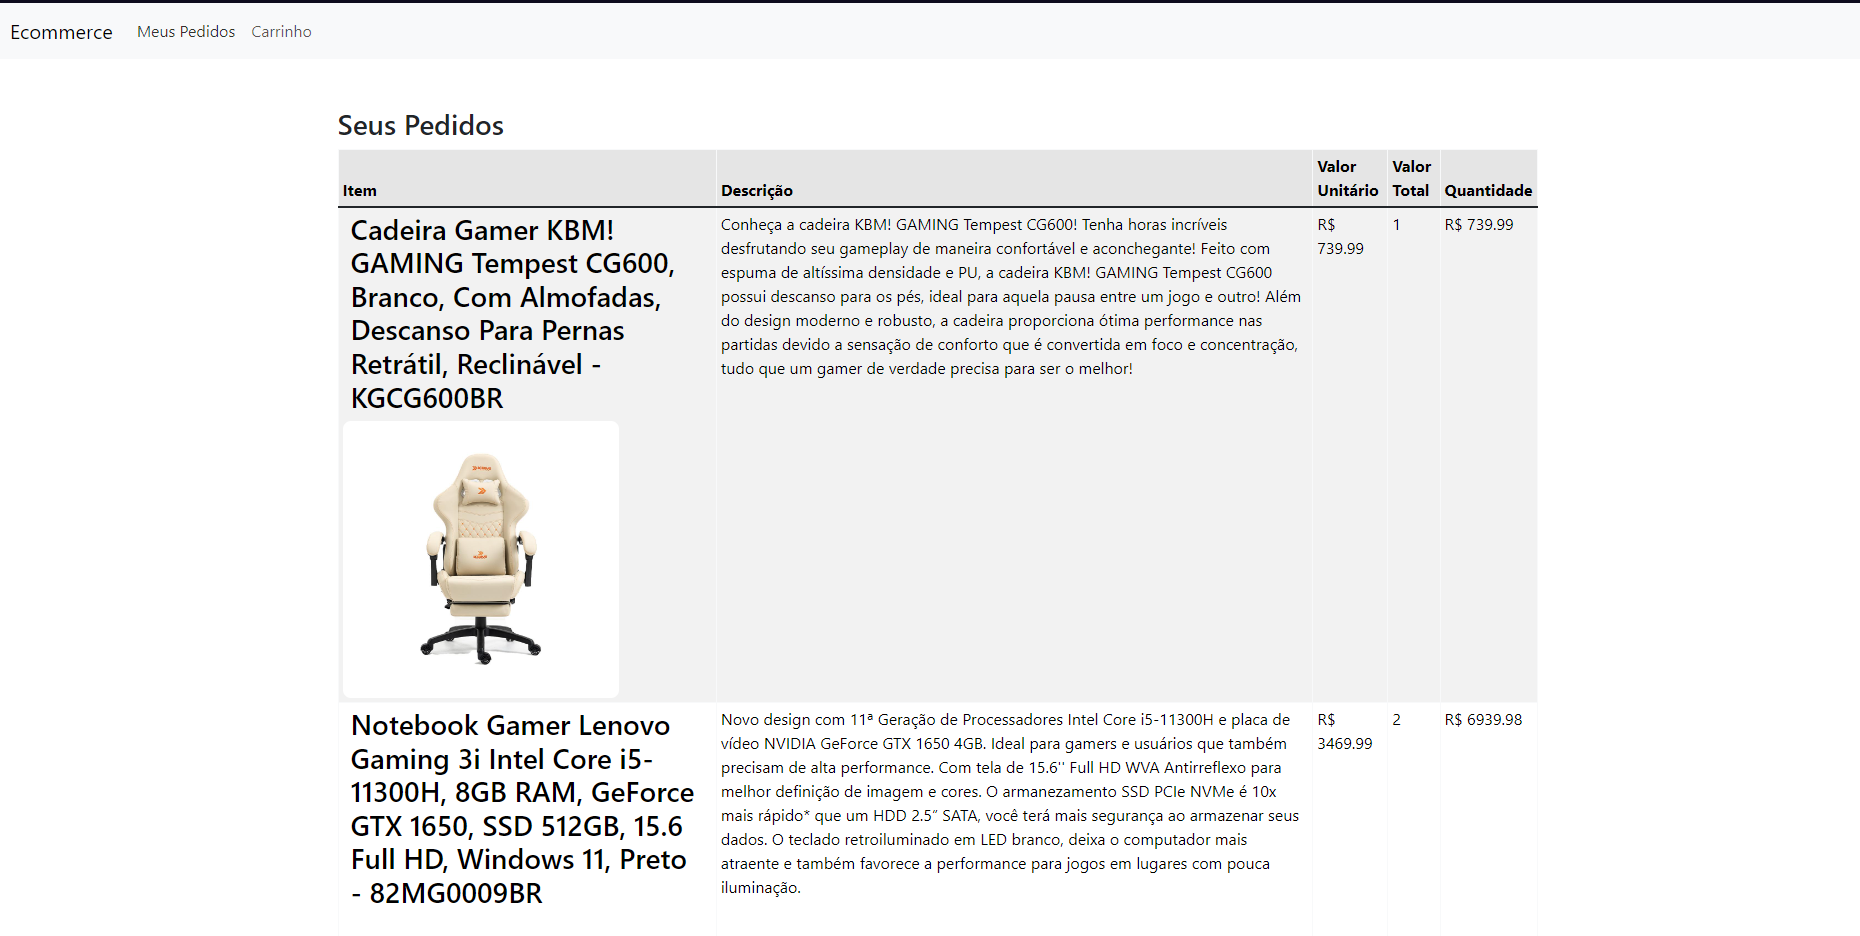 Ecommerce Meus Pedidos Carrinho
Seus Pedidos
Item Descrição Valor Unitário Valor Total Quantidade
Cadeira Gamer KBM!
GAMING Tempest CG600,
Branco, Com Almofadas,
Descanso Para Pernas
Retrátil, Reclinável -
KGCG600BR
Conheça a cadeira KBM! GAMING Tempest CG600! Tenha horas incríveis
desfrutando seu gameplay de maneira confortável e aconchegante! Feito com
espuma de altíssima densidade e PU, a cadeira KBM! GAMING Tempest CG600
possui descanso para os pés, ideal para aquela pausa entre um jogo e outro! Além
do design moderno e robusto, a cadeira proporciona ótima performance nas
partidas devido a sensação de conforto que é convertida em foco e concentração,
tudo que um gamer de verdade precisa para ser o melhor!
R$
739.99
1
R$ 739.99
Notebook Gamer Lenovo
Gaming 3i Intel Core i5-
11300H, 8GB RAM, GeForce
GTX 1650, SSD 512GB, 15.6
Full HD, Windows 11, Preto
- 82MG0009BR
Novo design com 11ª Geração de Processadores Intel Core i5-11300H e placa de
vídeo NVIDIA GeForce GTX 1650 4GB. Ideal para gamers e usuários que também
precisam de alta performance. Com tela de 15.6'' Full HD WVA Antirreflexo para
melhor definição de imagem e cores. O armanezamento SSD PCIe NVMe é 10x
mais rápido* que um HDD 2.5” SATA, você terá mais segurança ao armazenar seus
dados. O teclado retroiluminado em LED branco, deixa o computador mais
atraente e também favorece a performance para jogos em lugares com pouca
iluminação.
R$
3469.99
2
R$ 6939.98